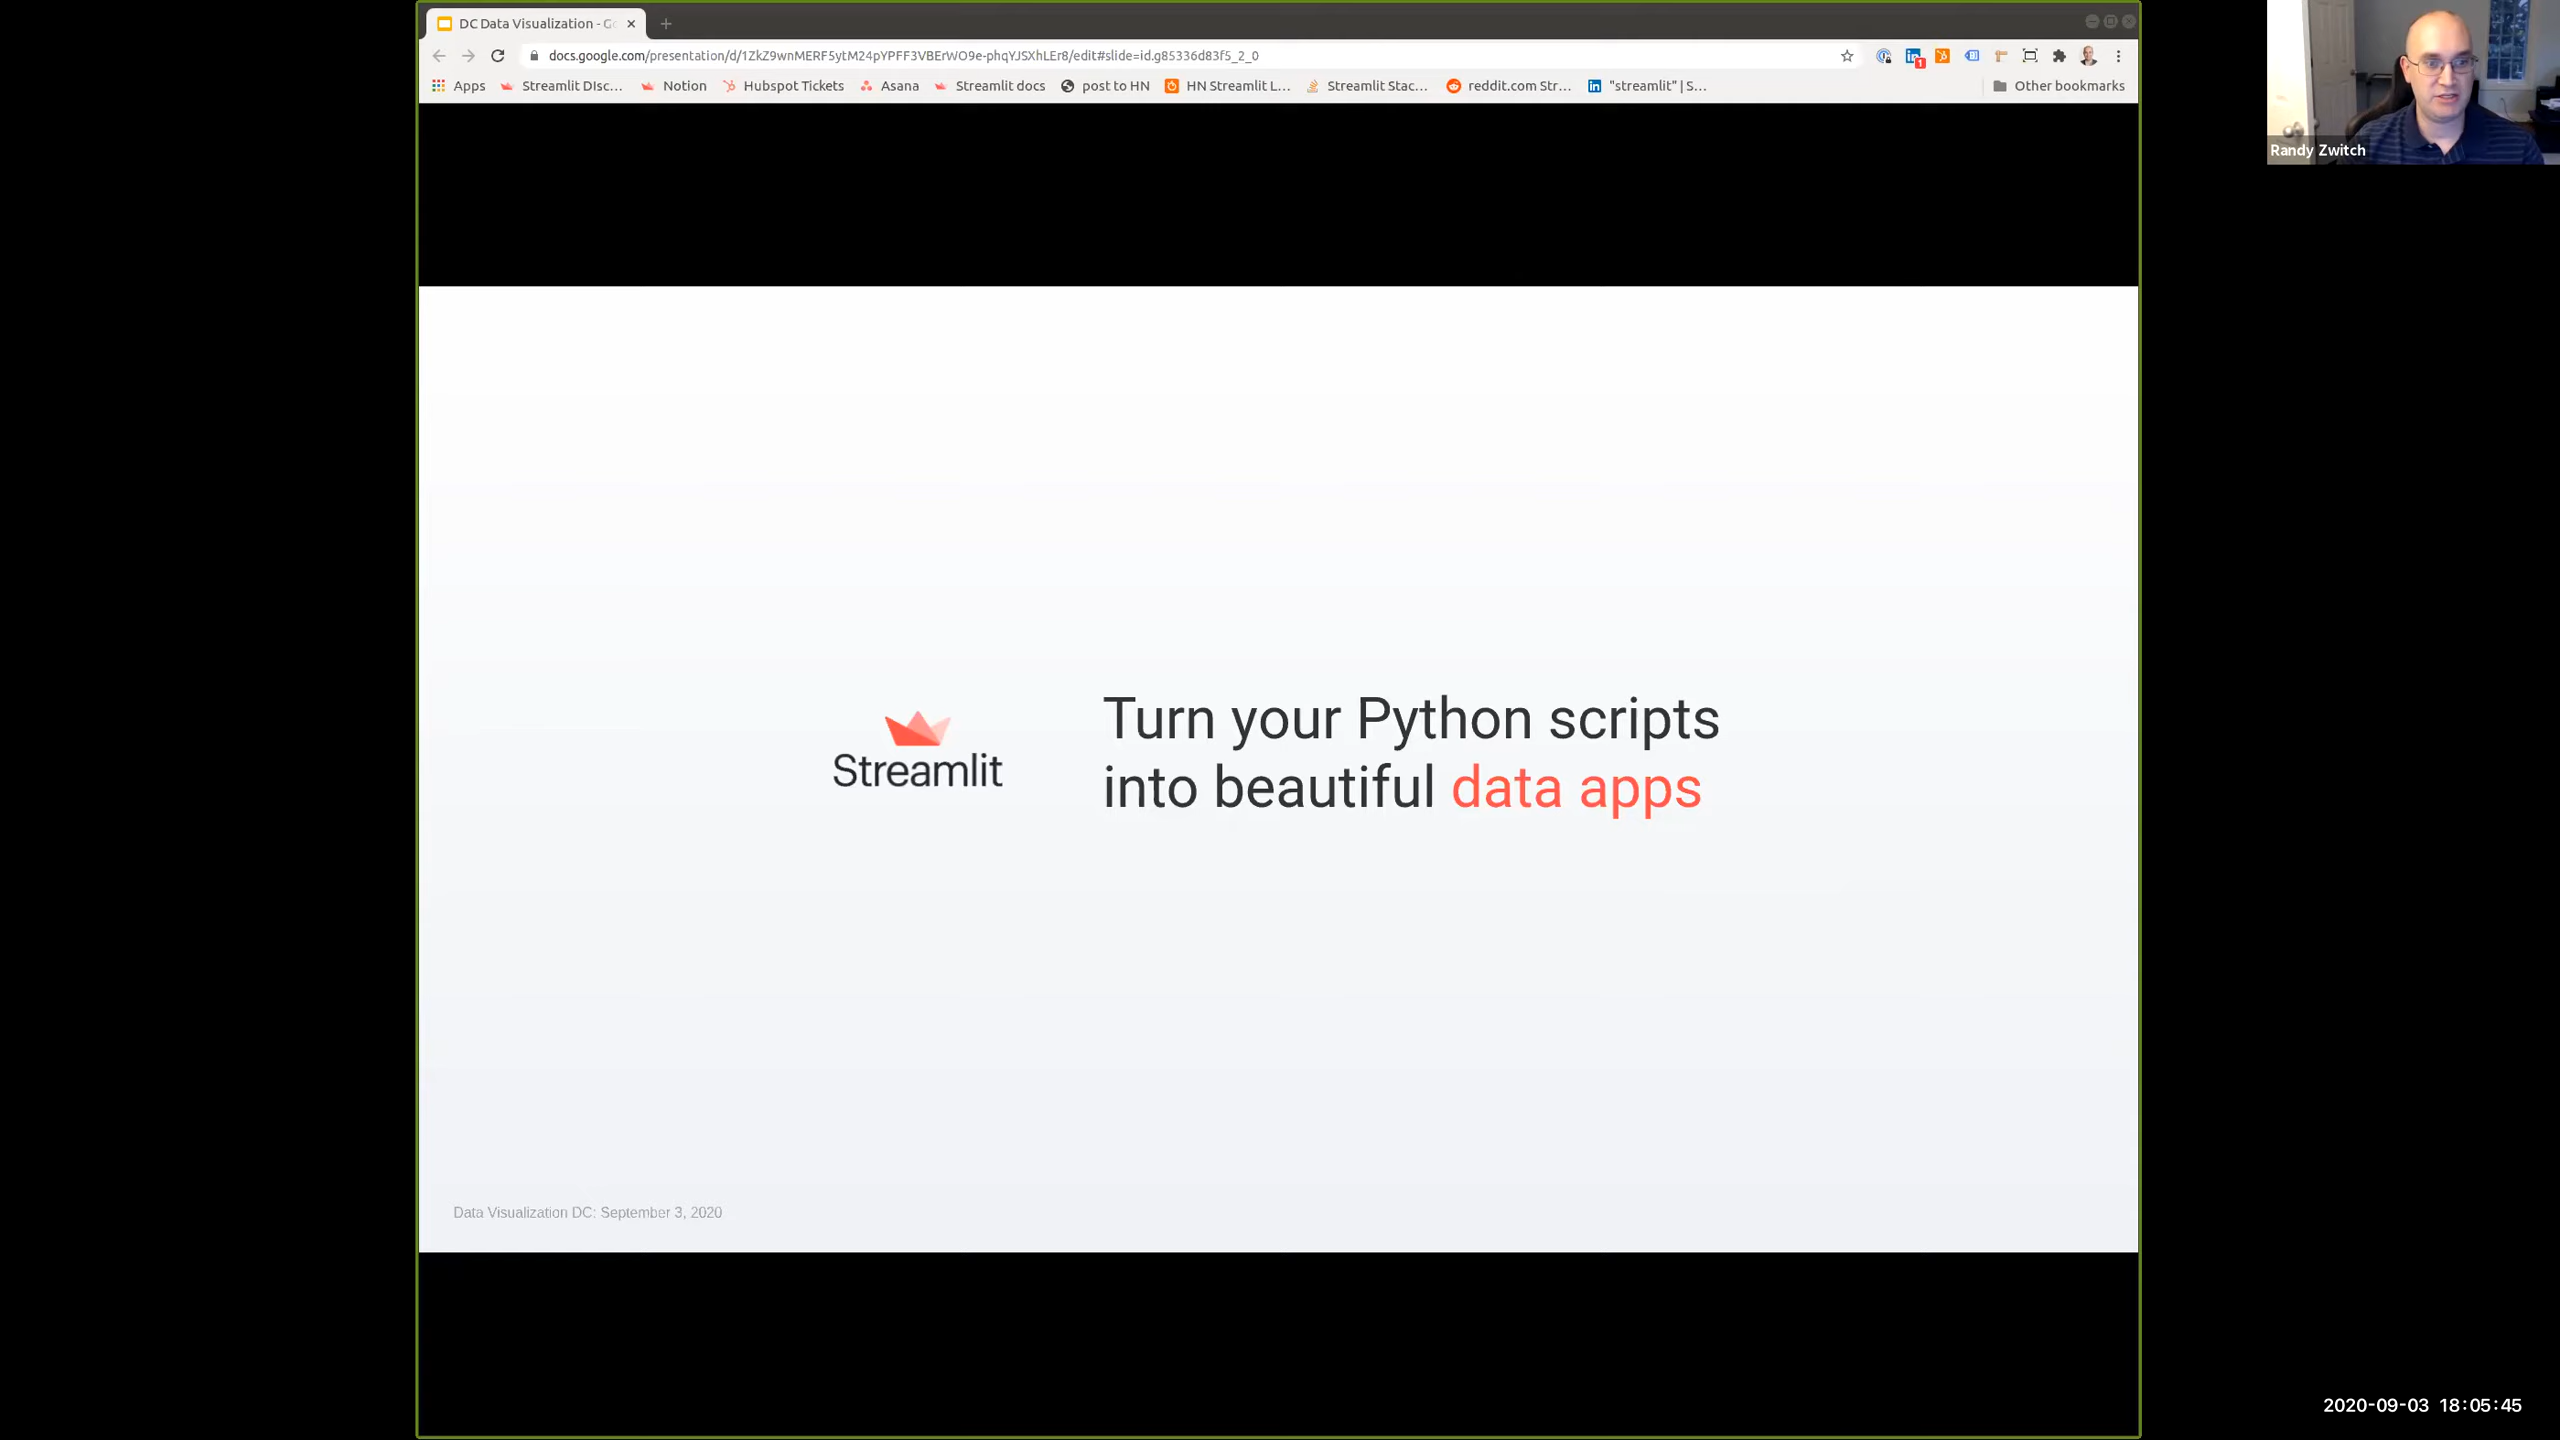 DC Data Visualization - Go
docs.google.com/presentation/d/1ZkZ9wnMERF5ytM24pYPFF3VBErWO9e-phqYJSXhLEr8/edit#slide=id.g85336d83f5_2_0
Apps Streamlit DIsc... Notion Hubspot Tickets Asana Streamlit docs post to HN HN Streamlit L... Streamlit Stac... reddit.com Str... "streamlit" | S... Other bookmarks
1
Randy Zwitch
Streamlit
Turn your Python scripts
into beautiful data apps
Data Visualization DC: September 3, 2020
2020-09-03 18:05:45